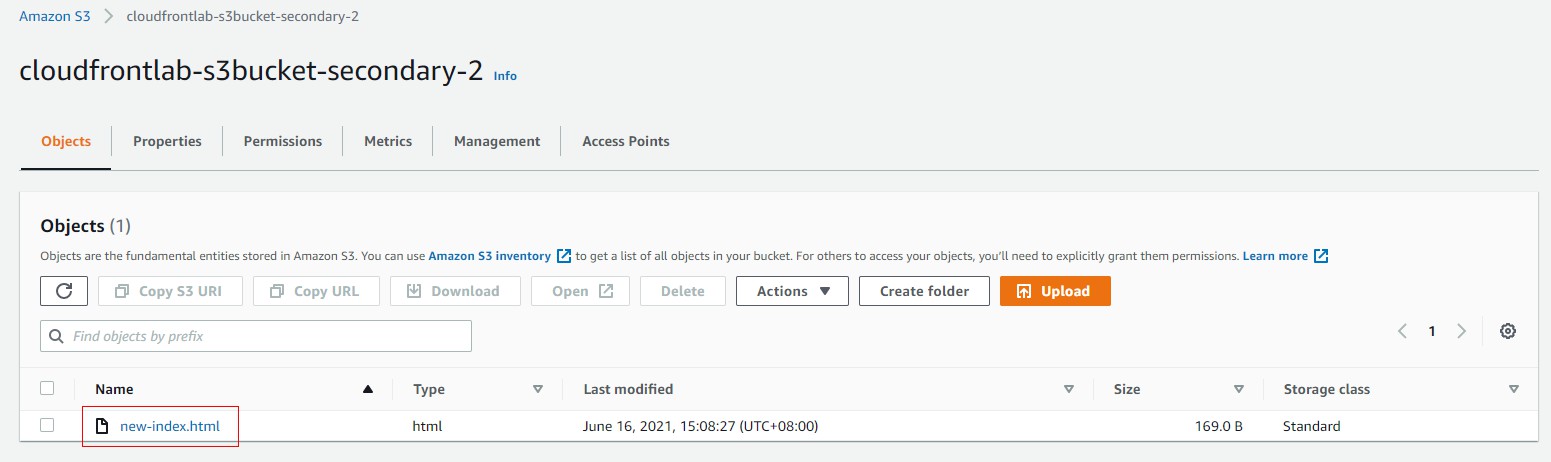 Amazon S3 > cloudfrontlab-s3bucket-secondary-2
cloudfrontlab-s3bucket-secondary-2 Info
Objects Properties Permissions Metrics Management Access Points
Objects (1)
Objects are the fundamental entities stored in Amazon S3. You can use Amazon S3 inventory to get a list of all objects in your bucket. For others to access your objects, you'll need to explicitly grant them permissions. Learn more
Copy S3 URI Copy URL Download Open Delete Actions Create folder Upload
Find objects by prefix 1
Name Type Last modified Size Storage class
new-index.html html June 16, 2021, 15:08:27 (UTC+08:00) 169.0 B Standard